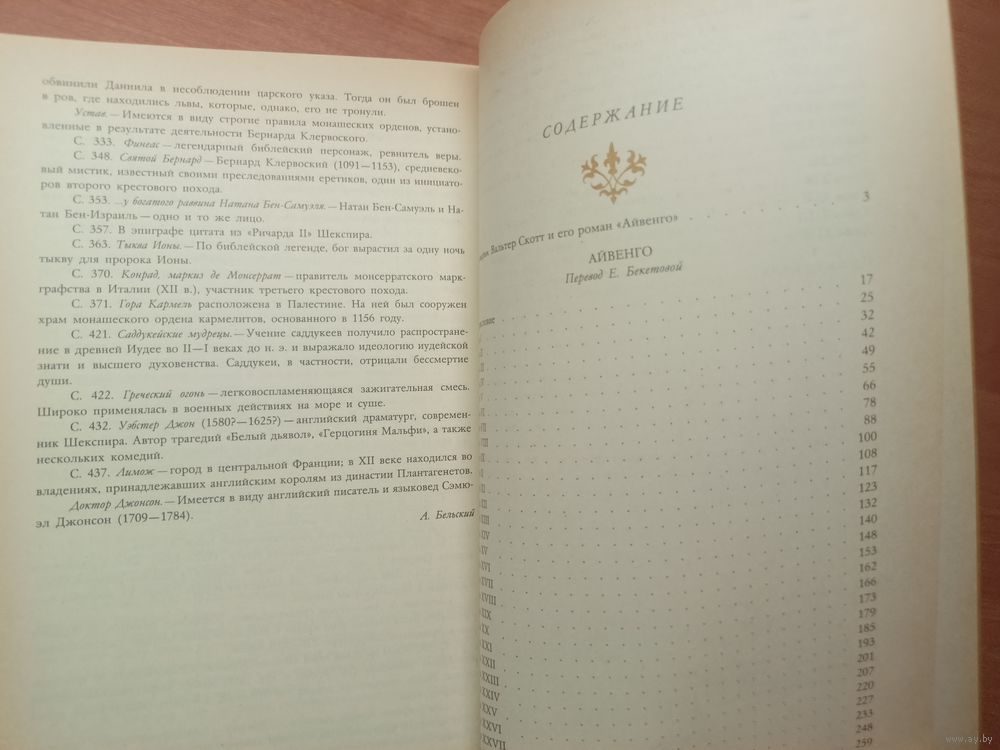 обвинили Даниила в несоблюдении царского указа. Тогда он был брошен
в ров, где находились львы, которые, однако, его не тронули.
Устав.—Имеются в виду строгие правила монашеских орденов, установ-
ленные в результате деятельности Бернарда Клервоского.
С. 333. Финеас—легендарный библейский персонаж, ревнитель веры.
С. 348. Святой Бернард—Бернард Клервоский (1091—1153), средневеко-
вый мистик, известный своими преследованиями еретиков, один из инициато-
ров второго крестового похода.
С. 353. ...у богатого раввина Натана Бен-Самуэля.—Натан Бен-Самуэль и На-
тан Бен-Израиль—одно и то же лицо.
С. 357. В эпиграфе цитата из «Ричарда II» Шекспира.
С. 363. Тыква Ионы.—По библейской легенде, бог вырастил за одну ночь
тыкву для пророка Ионы.
С. 370. Конрад, маркиз де Монсеррат—правитель монсерратского марк-
графства в Италии (XII в.), участник третьего крестового похода.
С. 371. Гора Кармель расположена в Палестине. На ней был сооружен
храм монашеского ордена кармелитов, основанного в 1156 году.
С. 421. Саддукейские мудрецы.—Учение саддукеев получило распростране-
ние в древней Иудее во II—I веках до н. э. и выражало идеологию иудейской
знати и высшего духовенства. Саддукеи, в частности, отрицали бессмертие
души.
С. 422. Греческий огонь—легковоспламеняющаяся зажигательная смесь.
Широко применялась в военных действиях на море и суше.
С. 432. Уэбстер Джон (1580?—1625?)—английский драматург, современ-
ник Шекспира. Автор трагедий «Белый дьявол», «Герцогиня Мальфи», а также
нескольких комедий.
С. 437. Лимож—город в центральной Франции; в XII веке находился во
владениях, принадлежавших английским королям из династии Плантагенетов.
Доктор Джонсон.—Имеется в виду английский писатель и языковед Сэмю-
эл Джонсон (1709—1784).
А. Бельский
СОДЕРЖАНИЕ
Вальтер Скотт и его роман «Айвенго» 3
АЙВЕНГО
Перевод Е. Бекетовой
17
25
32
42
49
55
66
78
88
100
108
117
123
132
140
148
153
162
166
173
179
185
193
201
207
220
227
233
248
259
www.ay.by